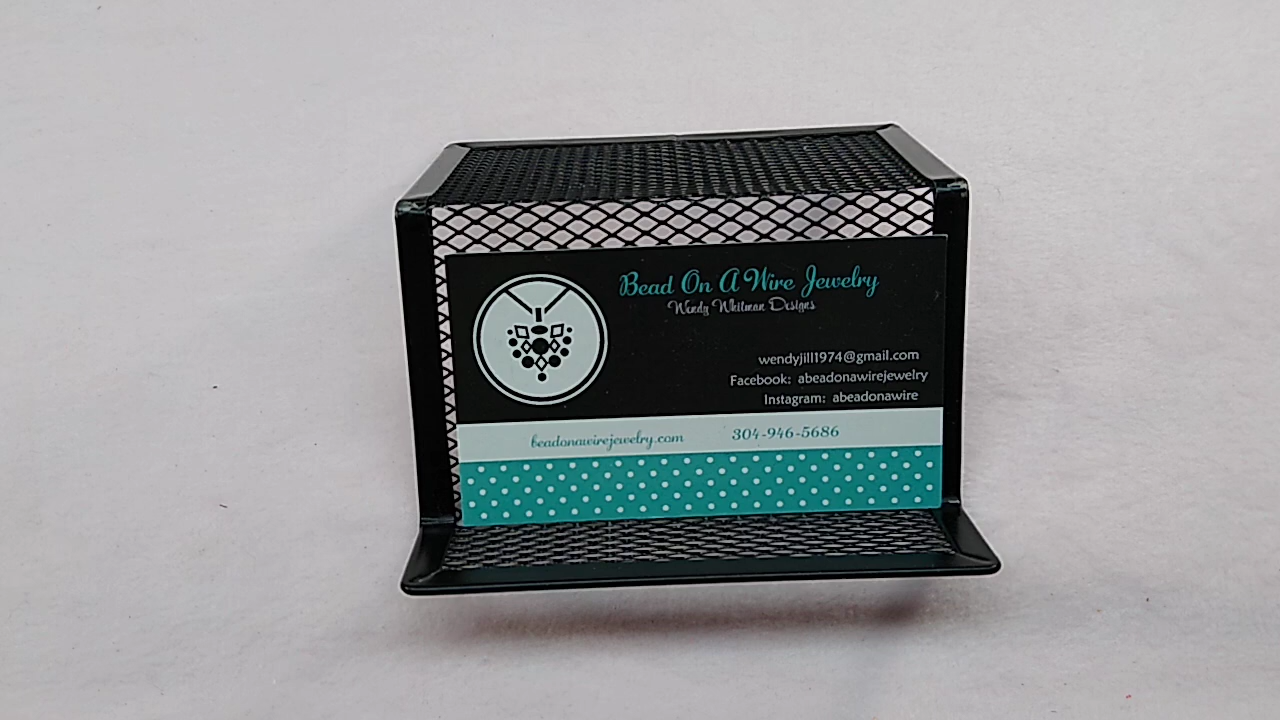 Bead On A Wire Jewelry
Wendy Whitman Designs
wendyjill1974@gmail.com
Facebook: abeadonawirejewelry
Instagram: abeadonawire
beadonawirejewelry.com 304-946-5686